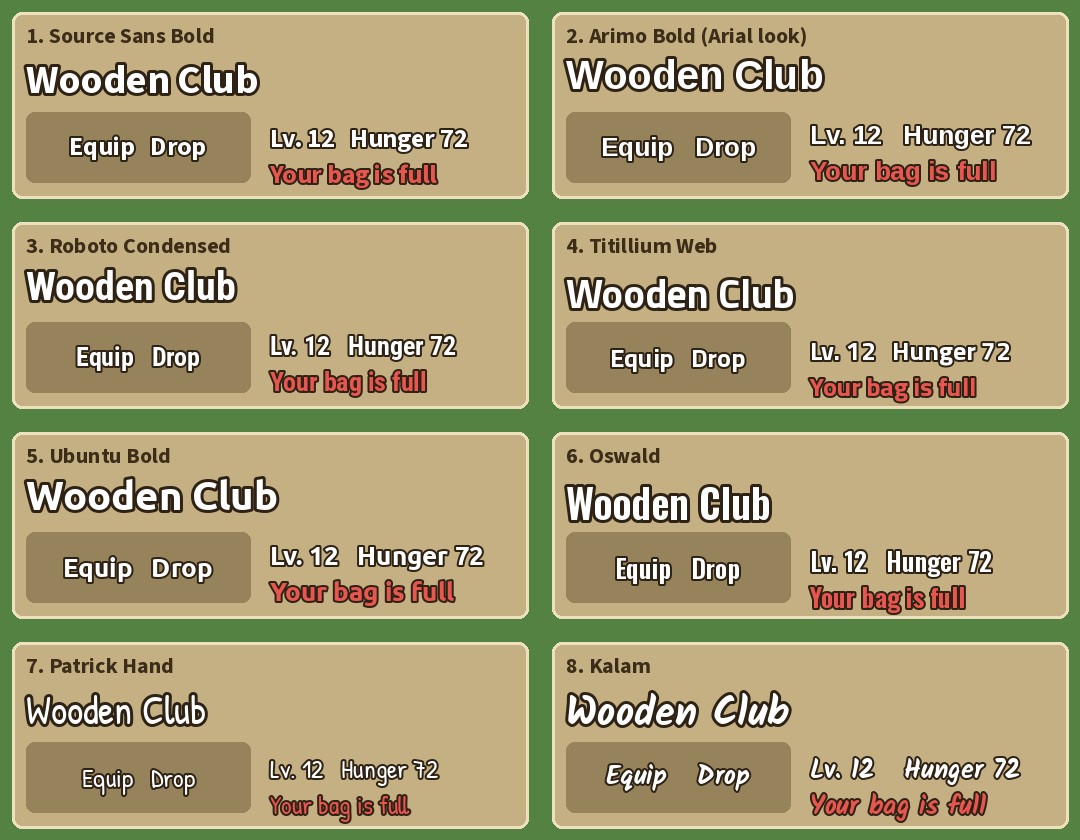 1. Source Sans Bold
Wooden Club
Equip Drop
Lv. 12 Hunger 72
Your bag is full
2. Arimo Bold (Arial look)
Wooden Club
Equip Drop
Lv. 12 Hunger 72
Your bag is full
3. Roboto Condensed
Wooden Club
Equip Drop
Lv. 12 Hunger 72
Your bag is full
4. Titillium Web
Wooden Club
Equip Drop
Lv. 12 Hunger 72
Your bag is full
5. Ubuntu Bold
Wooden Club
Equip Drop
Lv. 12 Hunger 72
Your bag is full
6. Oswald
Wooden Club
Equip Drop
Lv. 12 Hunger 72
Your bag is full
7. Patrick Hand
Wooden Club
Equip Drop
Lv. 12 Hunger 72
Your bag is full
8. Kalam
Wooden Club
Equip Drop
Lv. 12 Hunger 72
Your bag is full